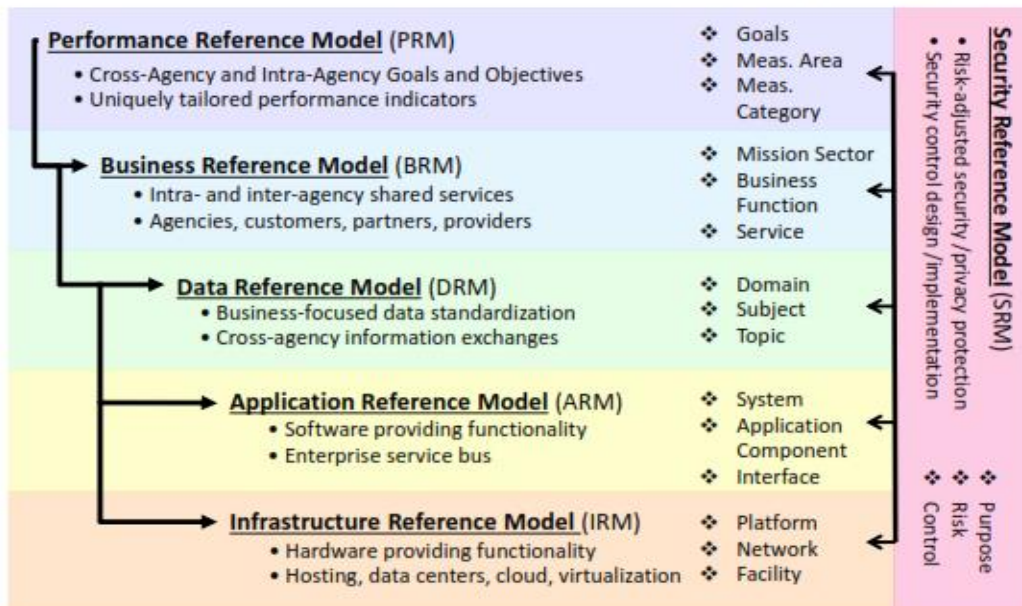 Performance Reference Model (PRM)
• Cross-Agency and Intra-Agency Goals and Objectives
• Uniquely tailored performance indicators
❖ Goals
❖ Meas. Area
❖ Meas.
Category
Business Reference Model (BRM)
• Intra- and inter-agency shared services
• Agencies, customers, partners, providers
❖ Mission Sector
❖ Business
Function
❖ Service
Data Reference Model (DRM)
• Business-focused data standardization
• Cross-agency information exchanges
❖ Domain
❖ Subject
❖ Topic
Application Reference Model (ARM)
• Software providing functionality
• Enterprise service bus
❖ System
❖ Application
Component
❖ Interface
Infrastructure Reference Model (IRM)
• Hardware providing functionality
• Hosting, data centers, cloud, virtualization
❖ Platform
❖ Network
❖ Facility
Security Reference Model (SRM)
• Risk-adjusted security /privacy protection
• Security control design /implementation
❖ Purpose
❖ Risk
❖ Control